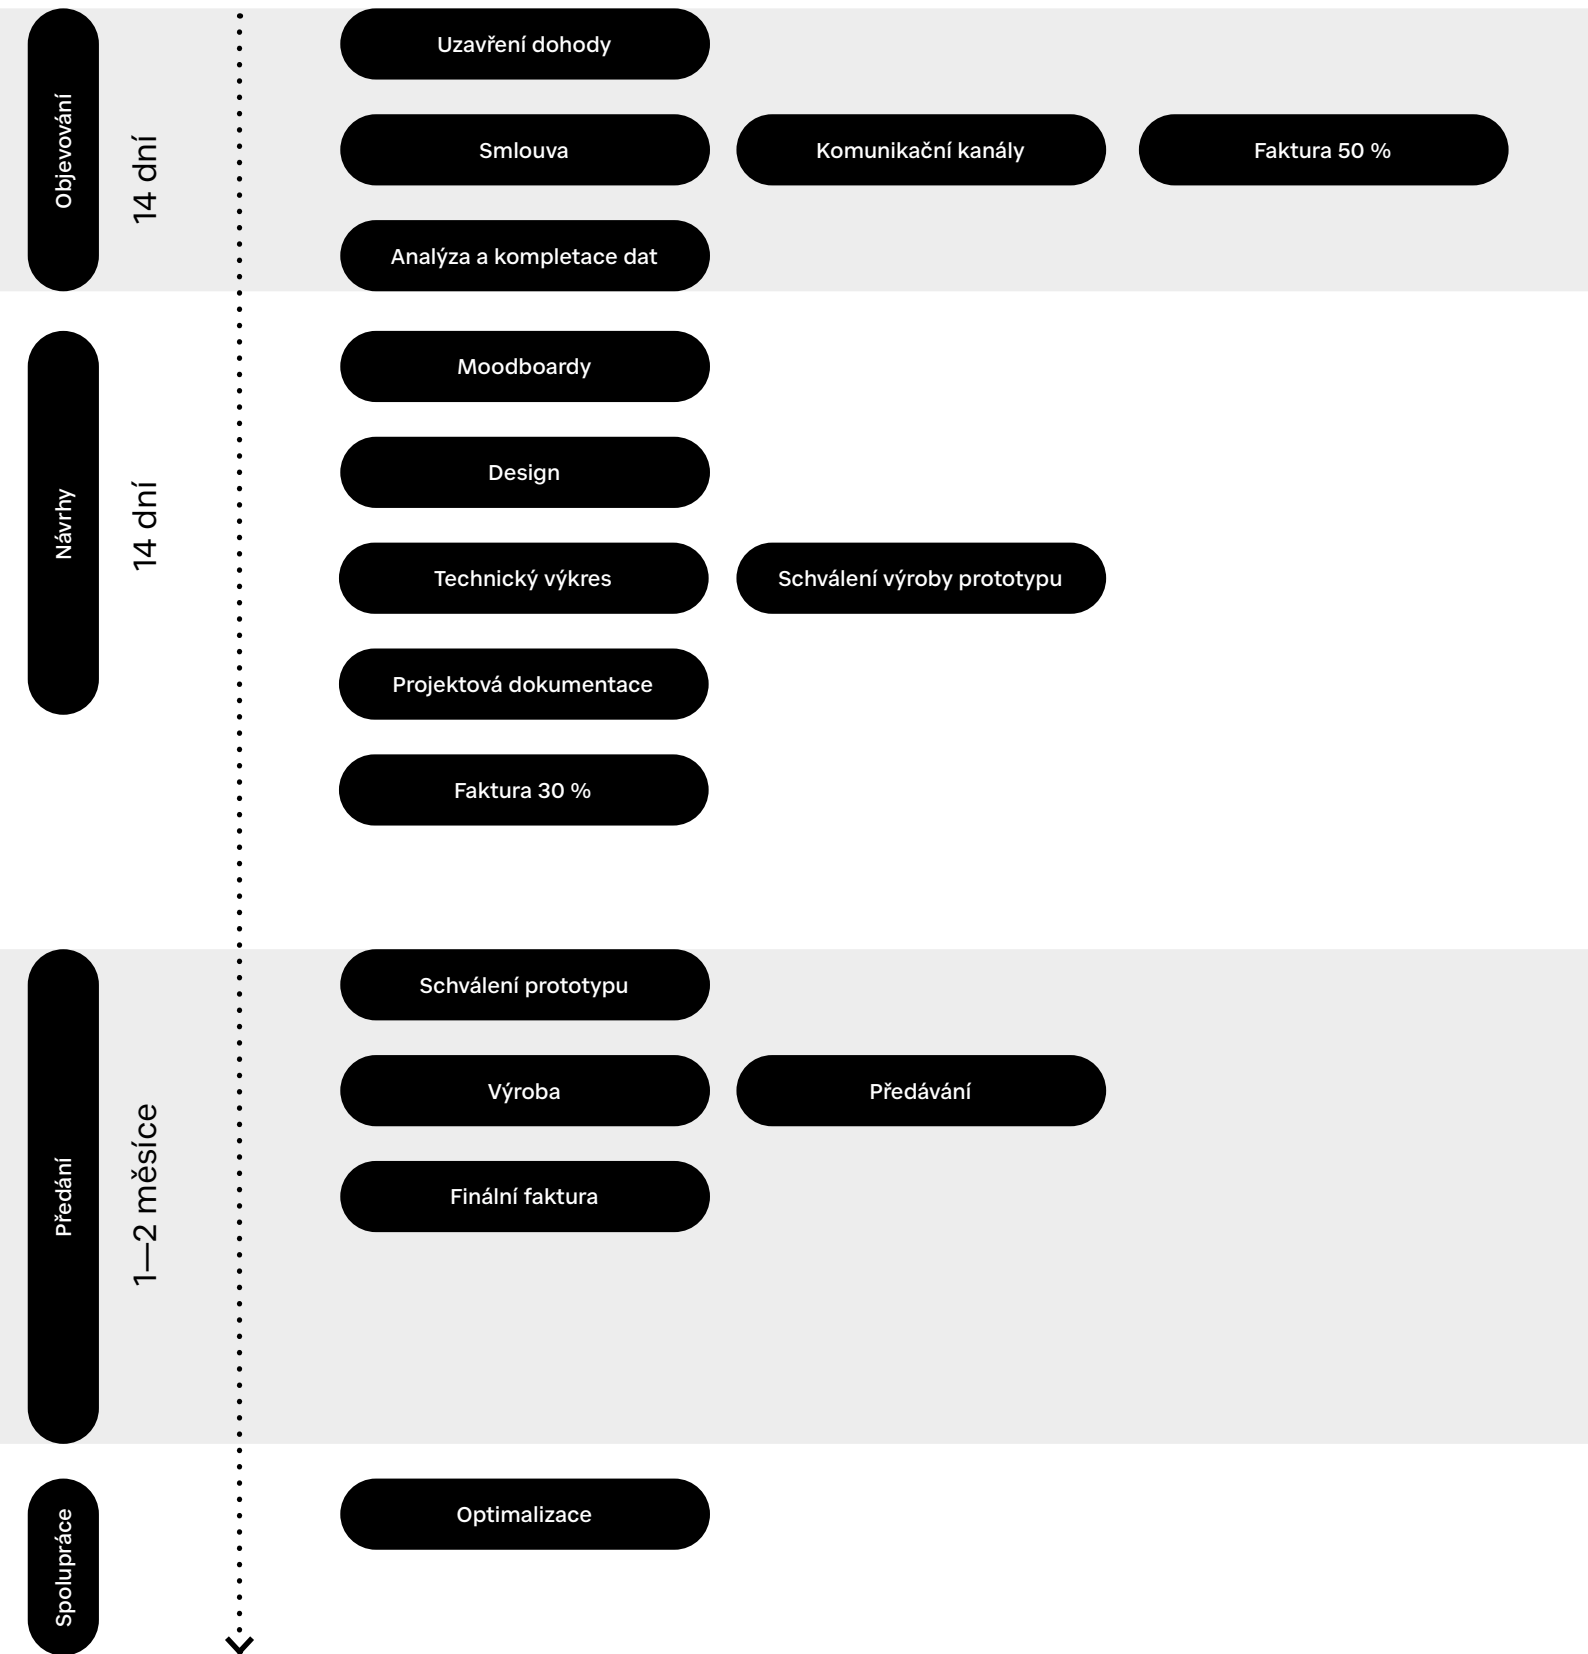 Objevování
14 dní
Uzavření dohody
Smlouva
Komunikační kanály
Faktura 50 %
Analýza a kompletace dat
Návrhy
14 dní
Moodboardy
Design
Technický výkres
Schválení výroby prototypu
Projektová dokumentace
Faktura 30 %
Předání
1—2 měsíce
Schválení prototypu
Výroba
Předávání
Finální faktura
Spolupráce
Optimalizace